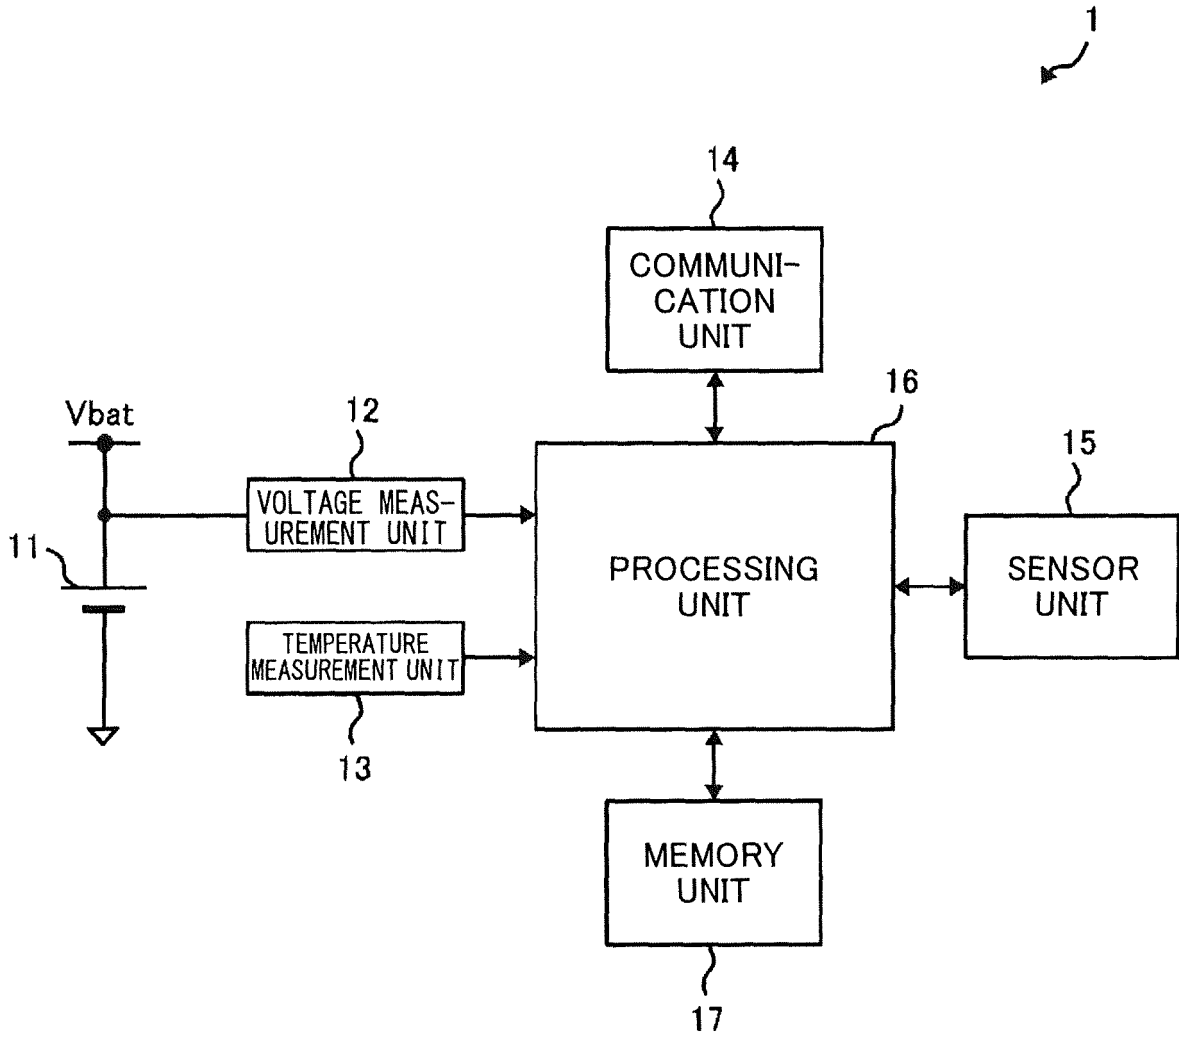 1
14
COMMUNI-
CATION
UNIT
16
Vbat
12
15
VOLTAGE MEAS-
UREMENT UNIT
11
PROCESSING
UNIT
SENSOR
UNIT
TEMPERATURE
MEASUREMENT UNIT
13
MEMORY
UNIT
17